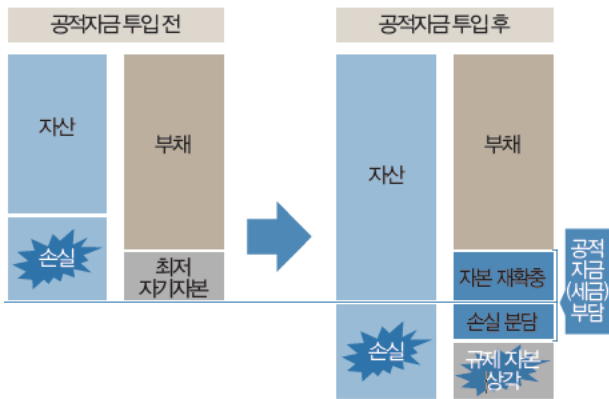 공적자금 투입 전
자산
손실
부채
최저
자기자본
공적자금 투입 후
자산
손실
부채
자본 재확충
손실 분담
규제 자본
상각
공적
자금
(세금)
부담